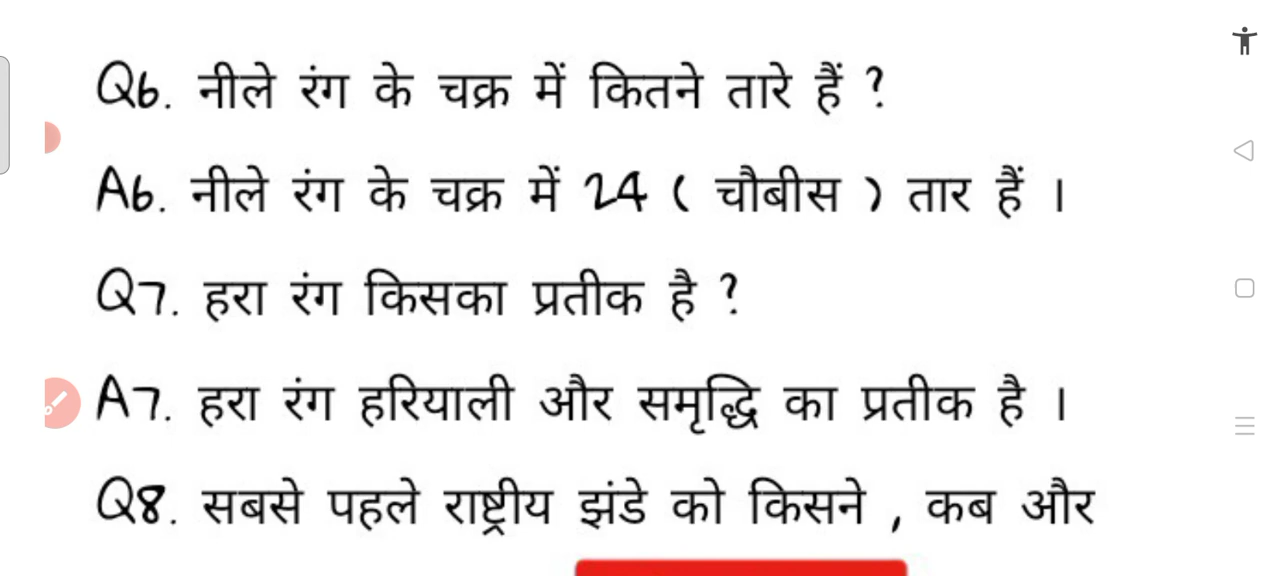 Q6. नीले रंग के चक्र में कितने तारे हैं ?
A6. नीले रंग के चक्र में 24 ( चौबीस ) तार हैं ।
Q7. हरा रंग किसका प्रतीक है ?
A7. हरा रंग हरियाली और समृद्धि का प्रतीक है ।
Q8. सबसे पहले राष्ट्रीय झंडे को किसने , कब और